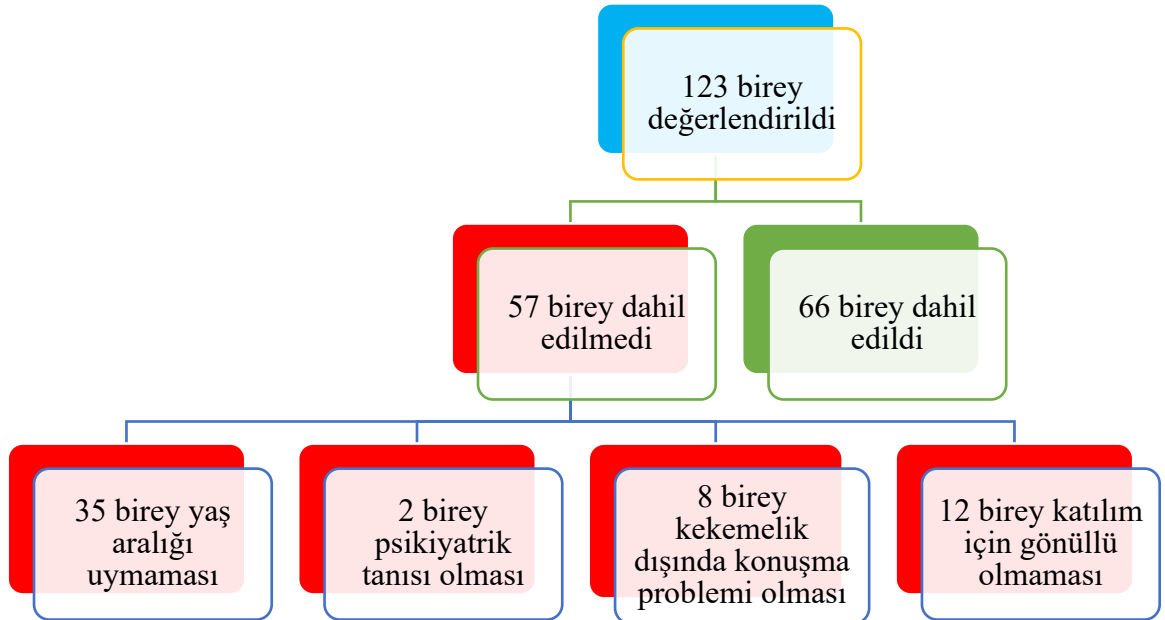 123 birey
değerlendirildi
57 birey dahil
edilmedi
66 birey dahil
edildi
35 birey yaş
aralığı
uymaması
2 birey
psikiyatrik
tanısı olması
8 birey
kekemelik
dışında konuşma
problemi olması
12 birey katılım
için gönüllü
olmaması